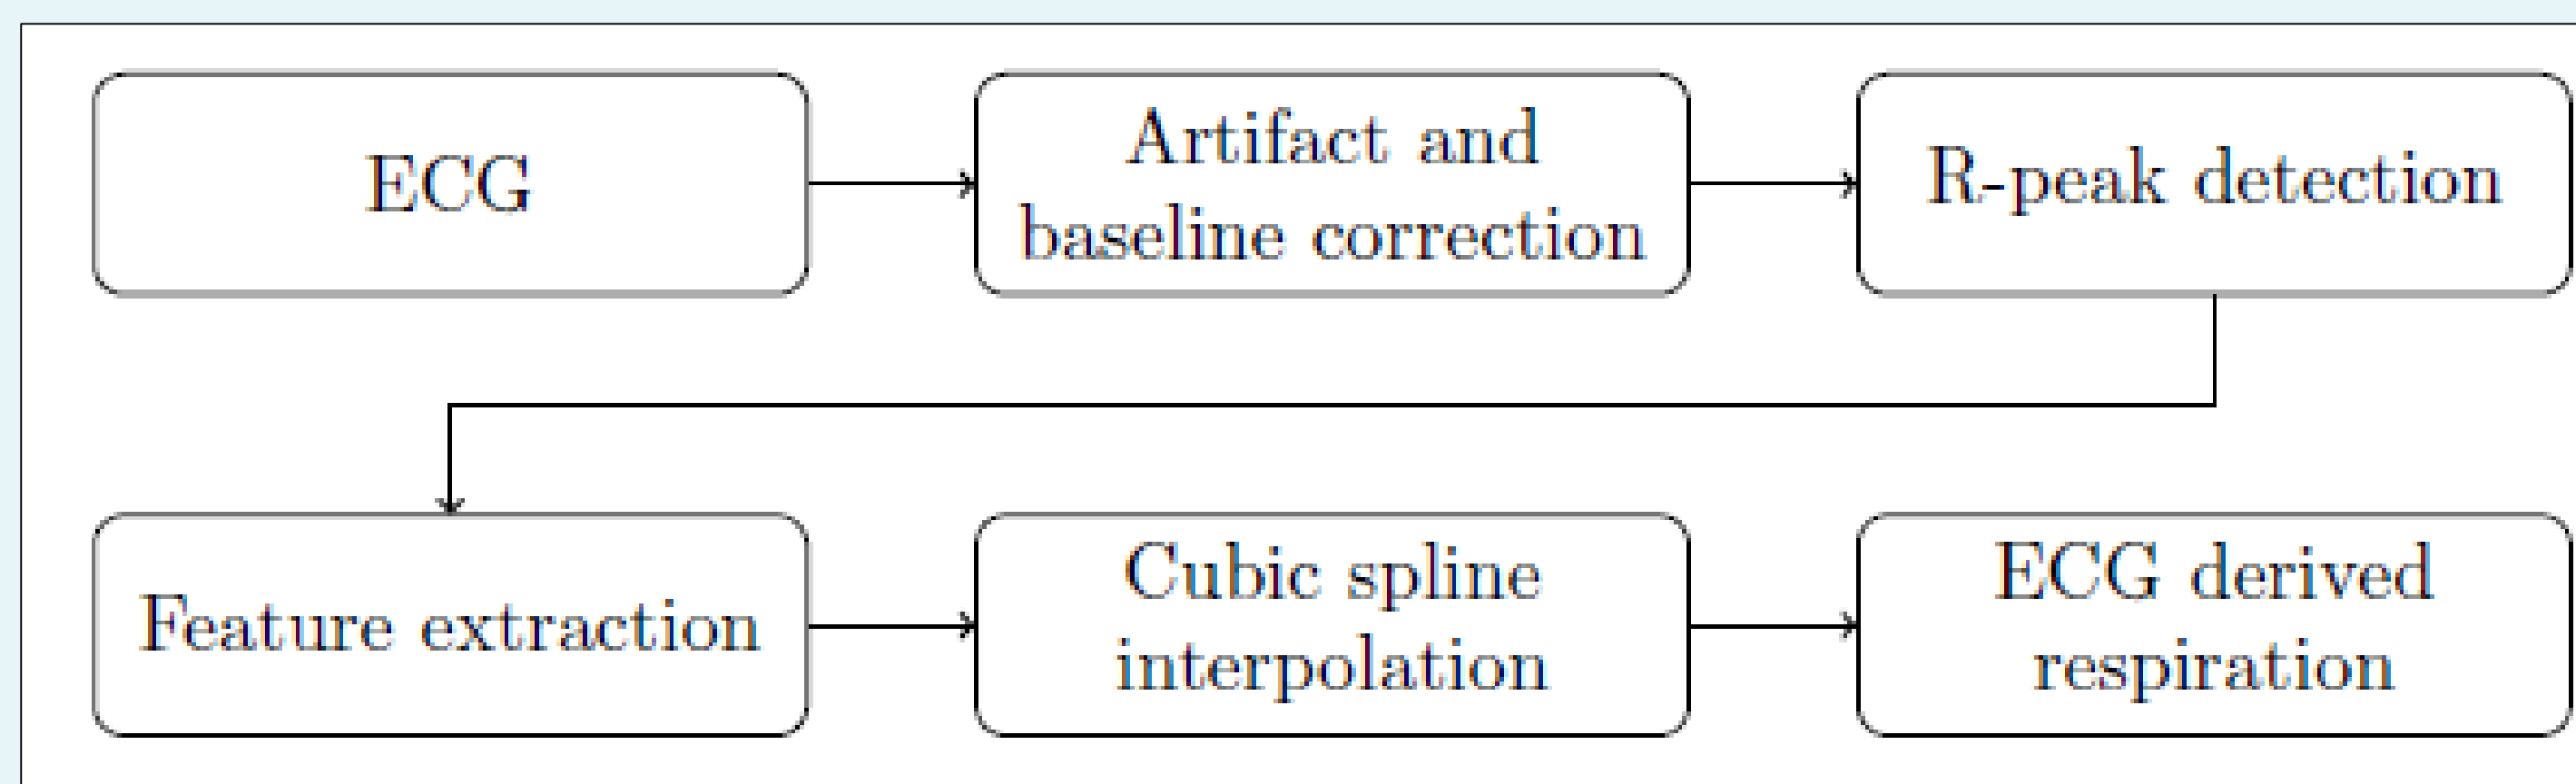 ECG
Artifact and
baseline correction
R-peak detection
Feature extraction
Cubic spline
interpolation
ECG derived
respiration